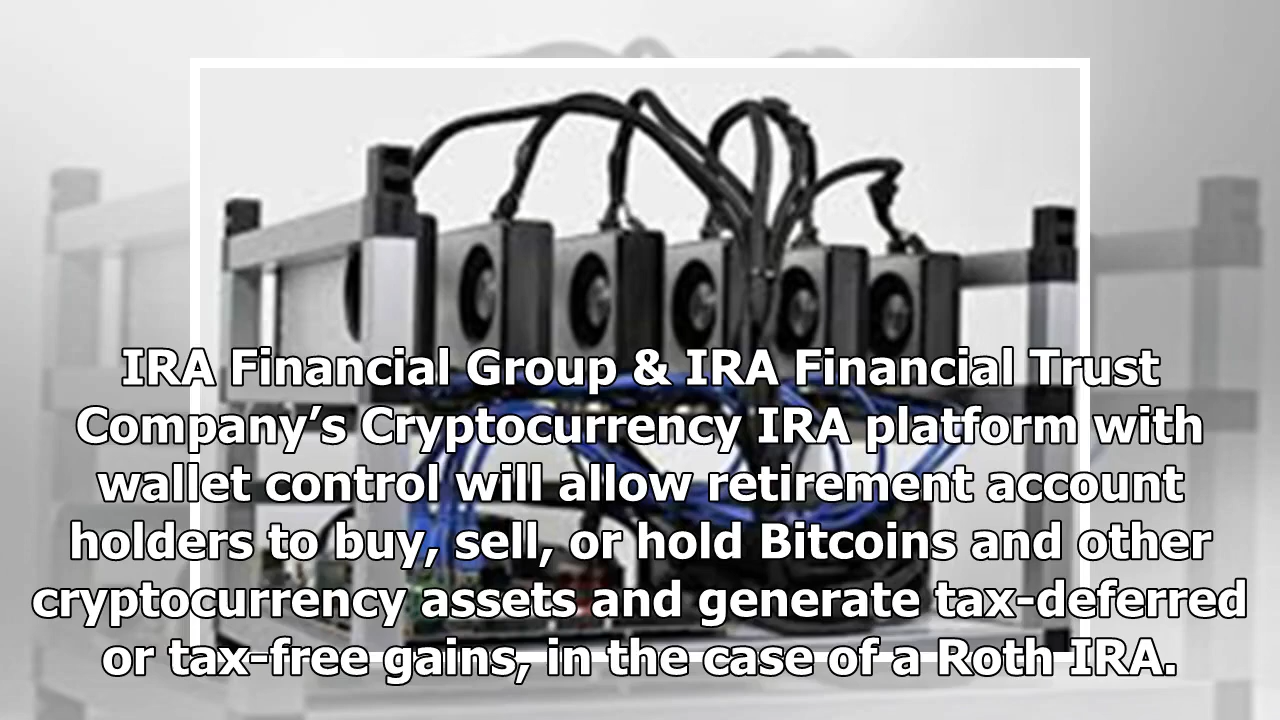 IRA Financial Group & IRA Financial Trust
Company’s Cryptocurrency IRA platform with
wallet control will allow retirement account
holders to buy, sell, or hold Bitcoins and other
cryptocurrency assets and generate tax-deferred
or tax-free gains, in the case of a Roth IRA.